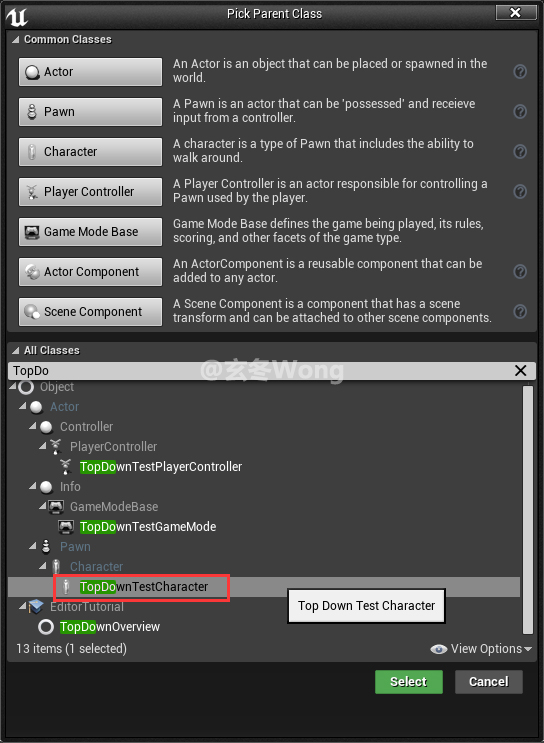 Pick Parent Class
Common Classes
Actor
An Actor is an object that can be placed or spawned in the
world.
Pawn
A Pawn is an actor that can be 'possessed' and receieve
input from a controller.
Character
A character is a type of Pawn that includes the ability to
walk around.
Player Controller
A Player Controller is an actor responsible for controlling a
Pawn used by the player.
Game Mode Base
Game Mode Base defines the game being played, its rules,
scoring, and other facets of the game type.
Actor Component
An ActorComponent is a reusable component that can be
added to any actor.
Scene Component
A Scene Component is a component that has a scene
transform and can be attached to other scene components.
All Classes
TopDo
@玄冬Wong
Object
Actor
Controller
PlayerController
TopDownTestPlayerController
Info
GameModeBase
TopDownTestGameMode
Pawn
Character
TopDownTestCharacter
Top Down Test Character
EditorTutorial
TopDownOverview
13 items (1 selected)
View Options
Select
Cancel